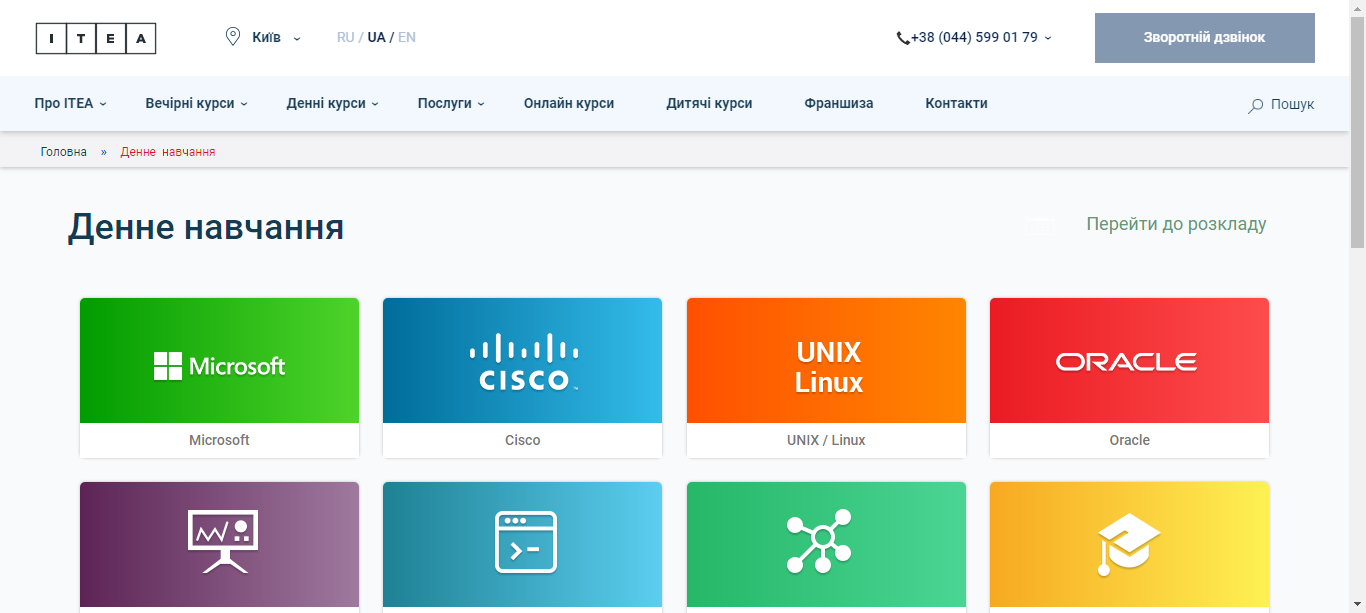 ITEA
Київ
RU / UA / EN
+38 (044) 599 01 79
Зворотній дзвінок
Про ITEA
Вечірні курси
Денні курси
Послуги
Онлайн курси
Дитячі курси
Франшиза
Контакти
Пошук
Головна » Денне навчання
Денне навчання
Перейти до розкладу
Microsoft
CISCO
UNIX
Linux
ORACLE
Microsoft
Cisco
UNIX / Linux
Oracle